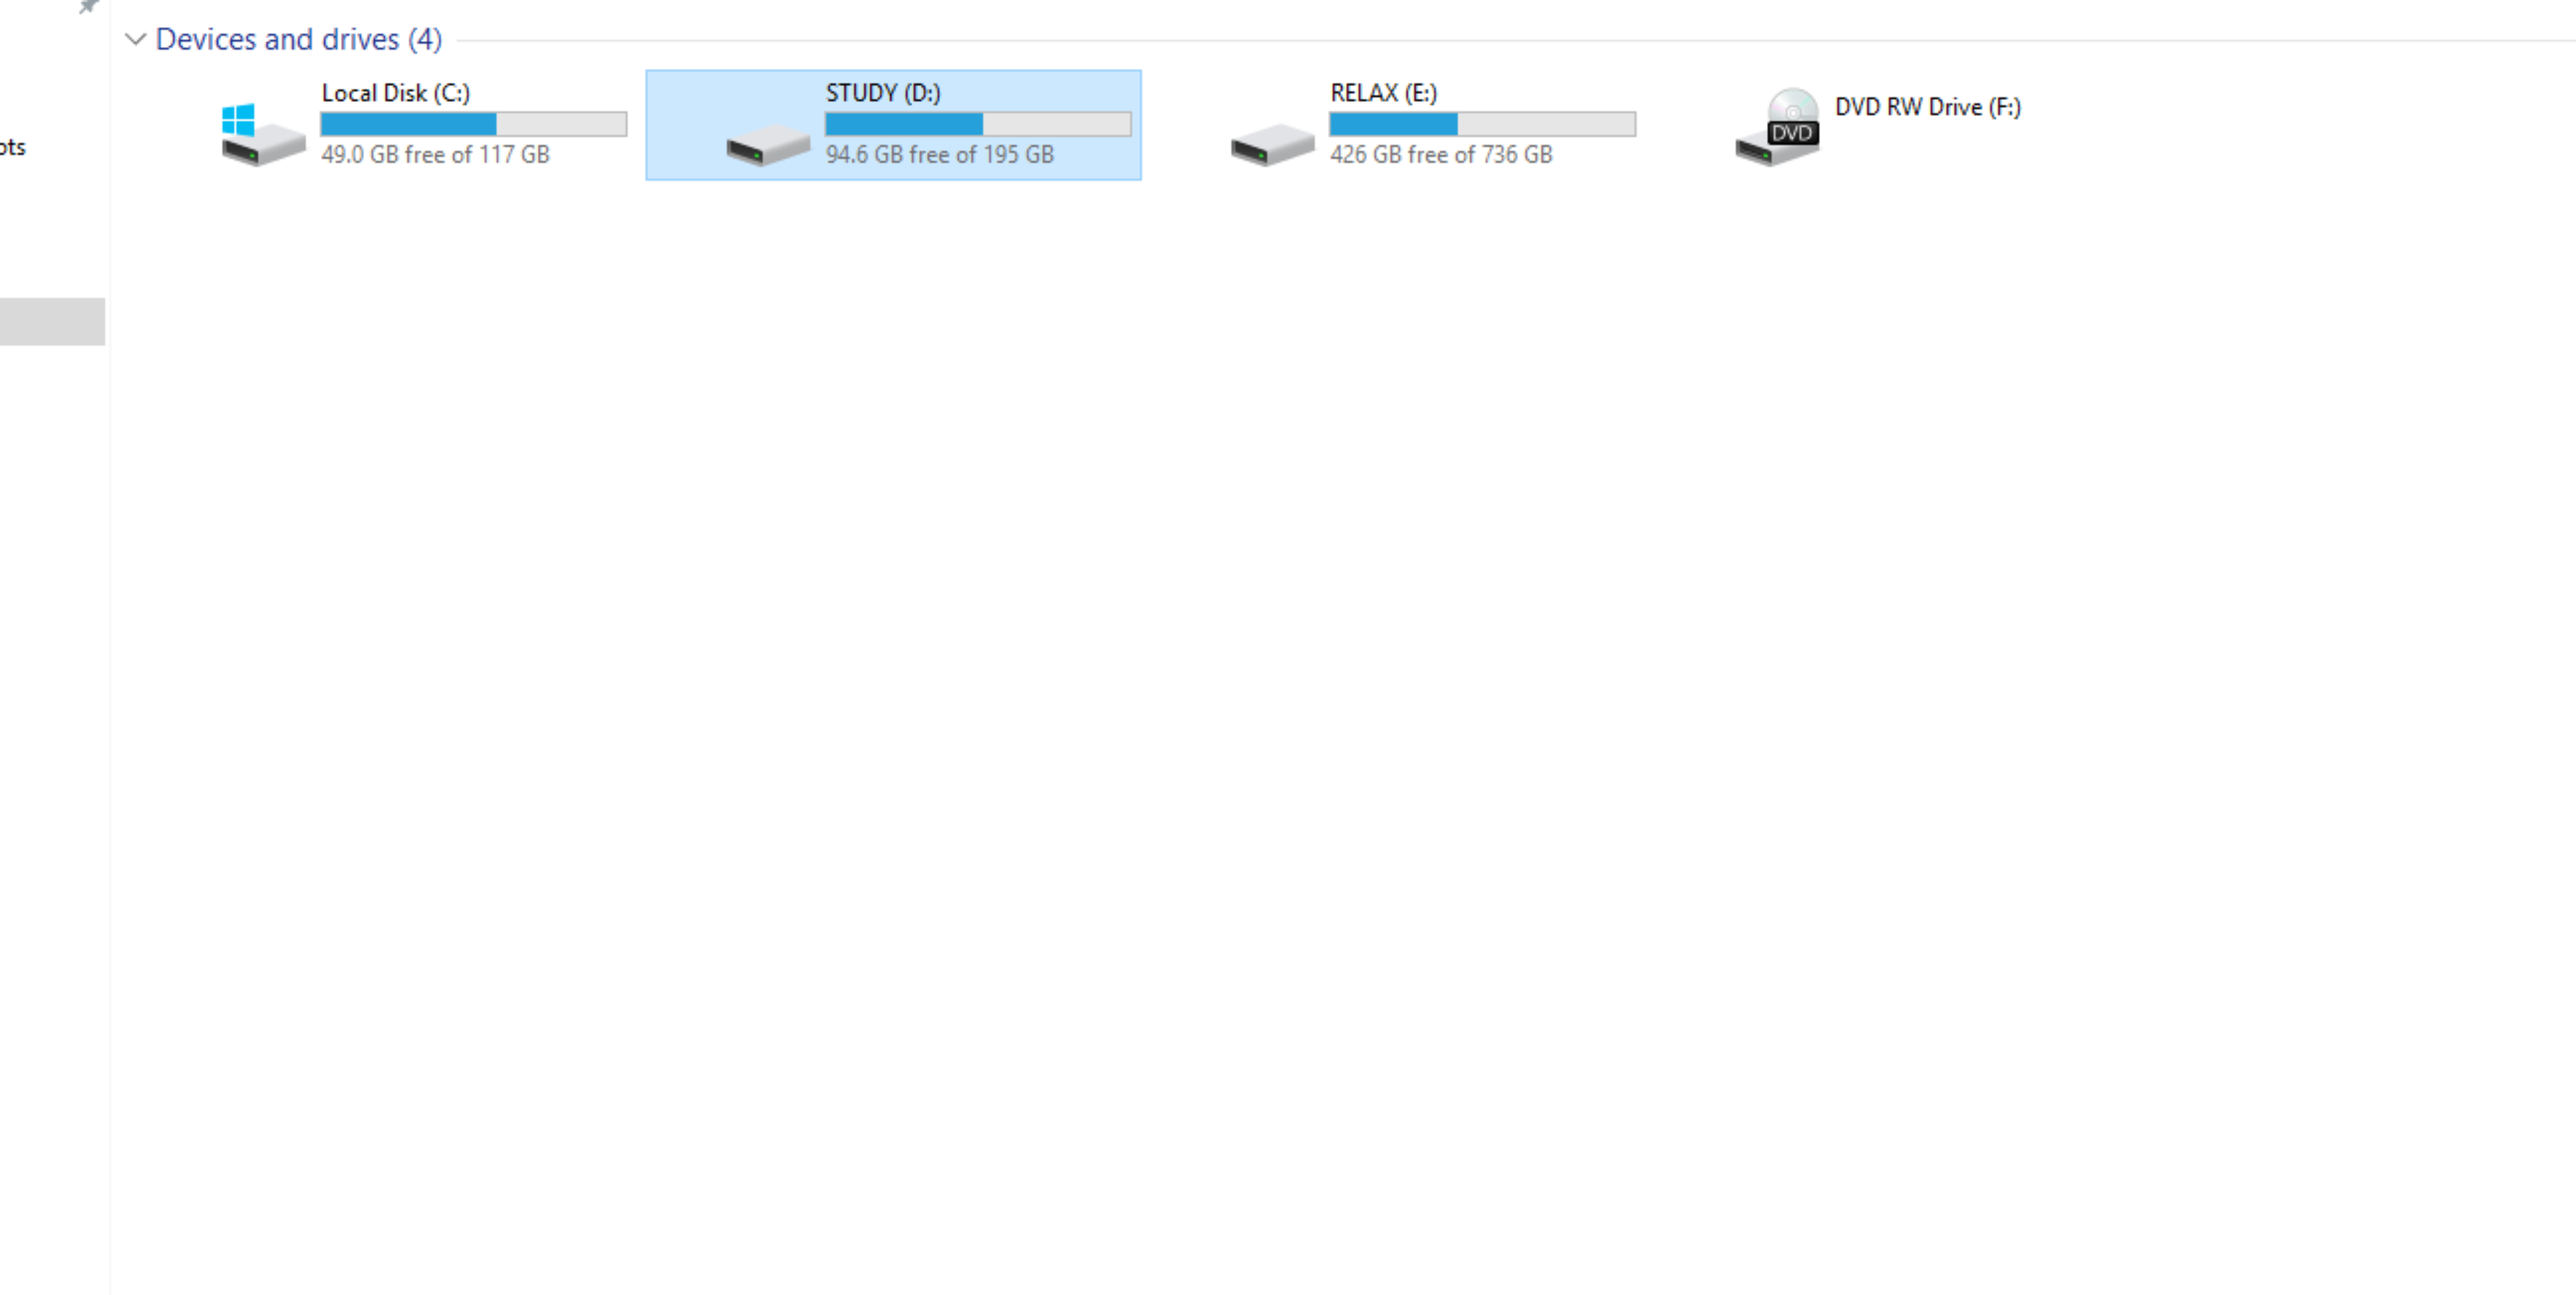 Devices and drives (4)
Local Disk (C:)
49.0 GB free of 117 GB
STUDY (D:)
94.6 GB free of 195 GB
RELAX (E:)
426 GB free of 736 GB
DVD RW Drive (F:)
DVD
ots